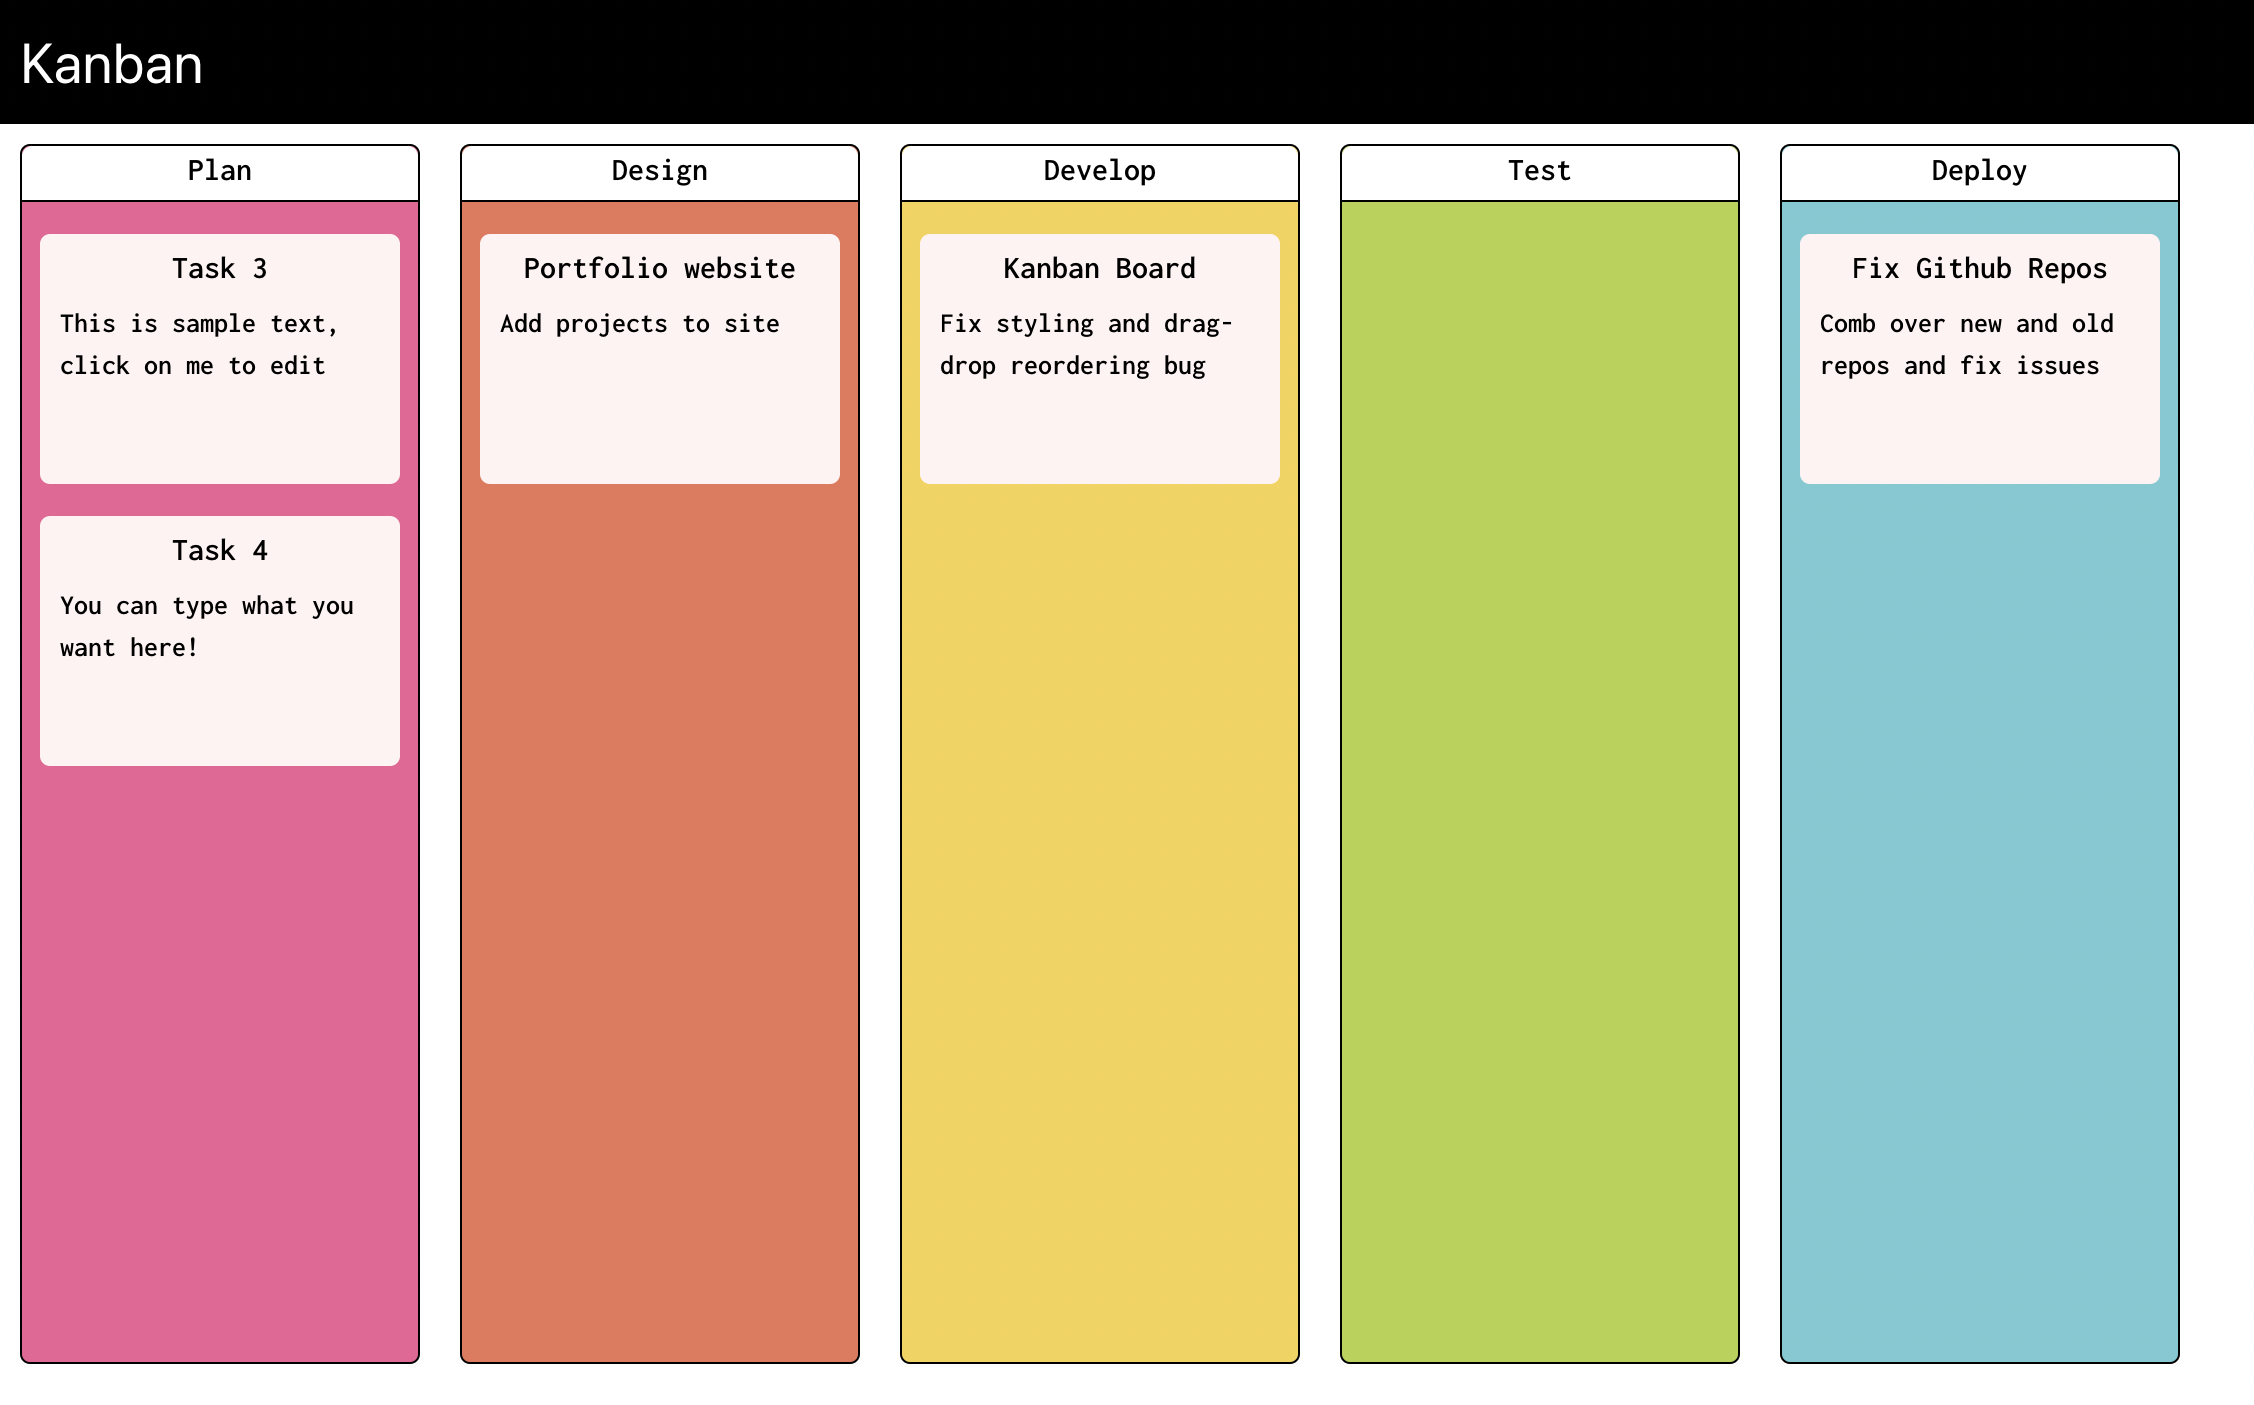 Kanban
Plan
Task 3
This is sample text,
click on me to edit
Task 4
You can type what you
want here!
Design
Portfolio website
Add projects to site
Develop
Kanban Board
Fix styling and drag-
drop reordering bug
Test
Deploy
Fix Github Repos
Comb over new and old
repos and fix issues